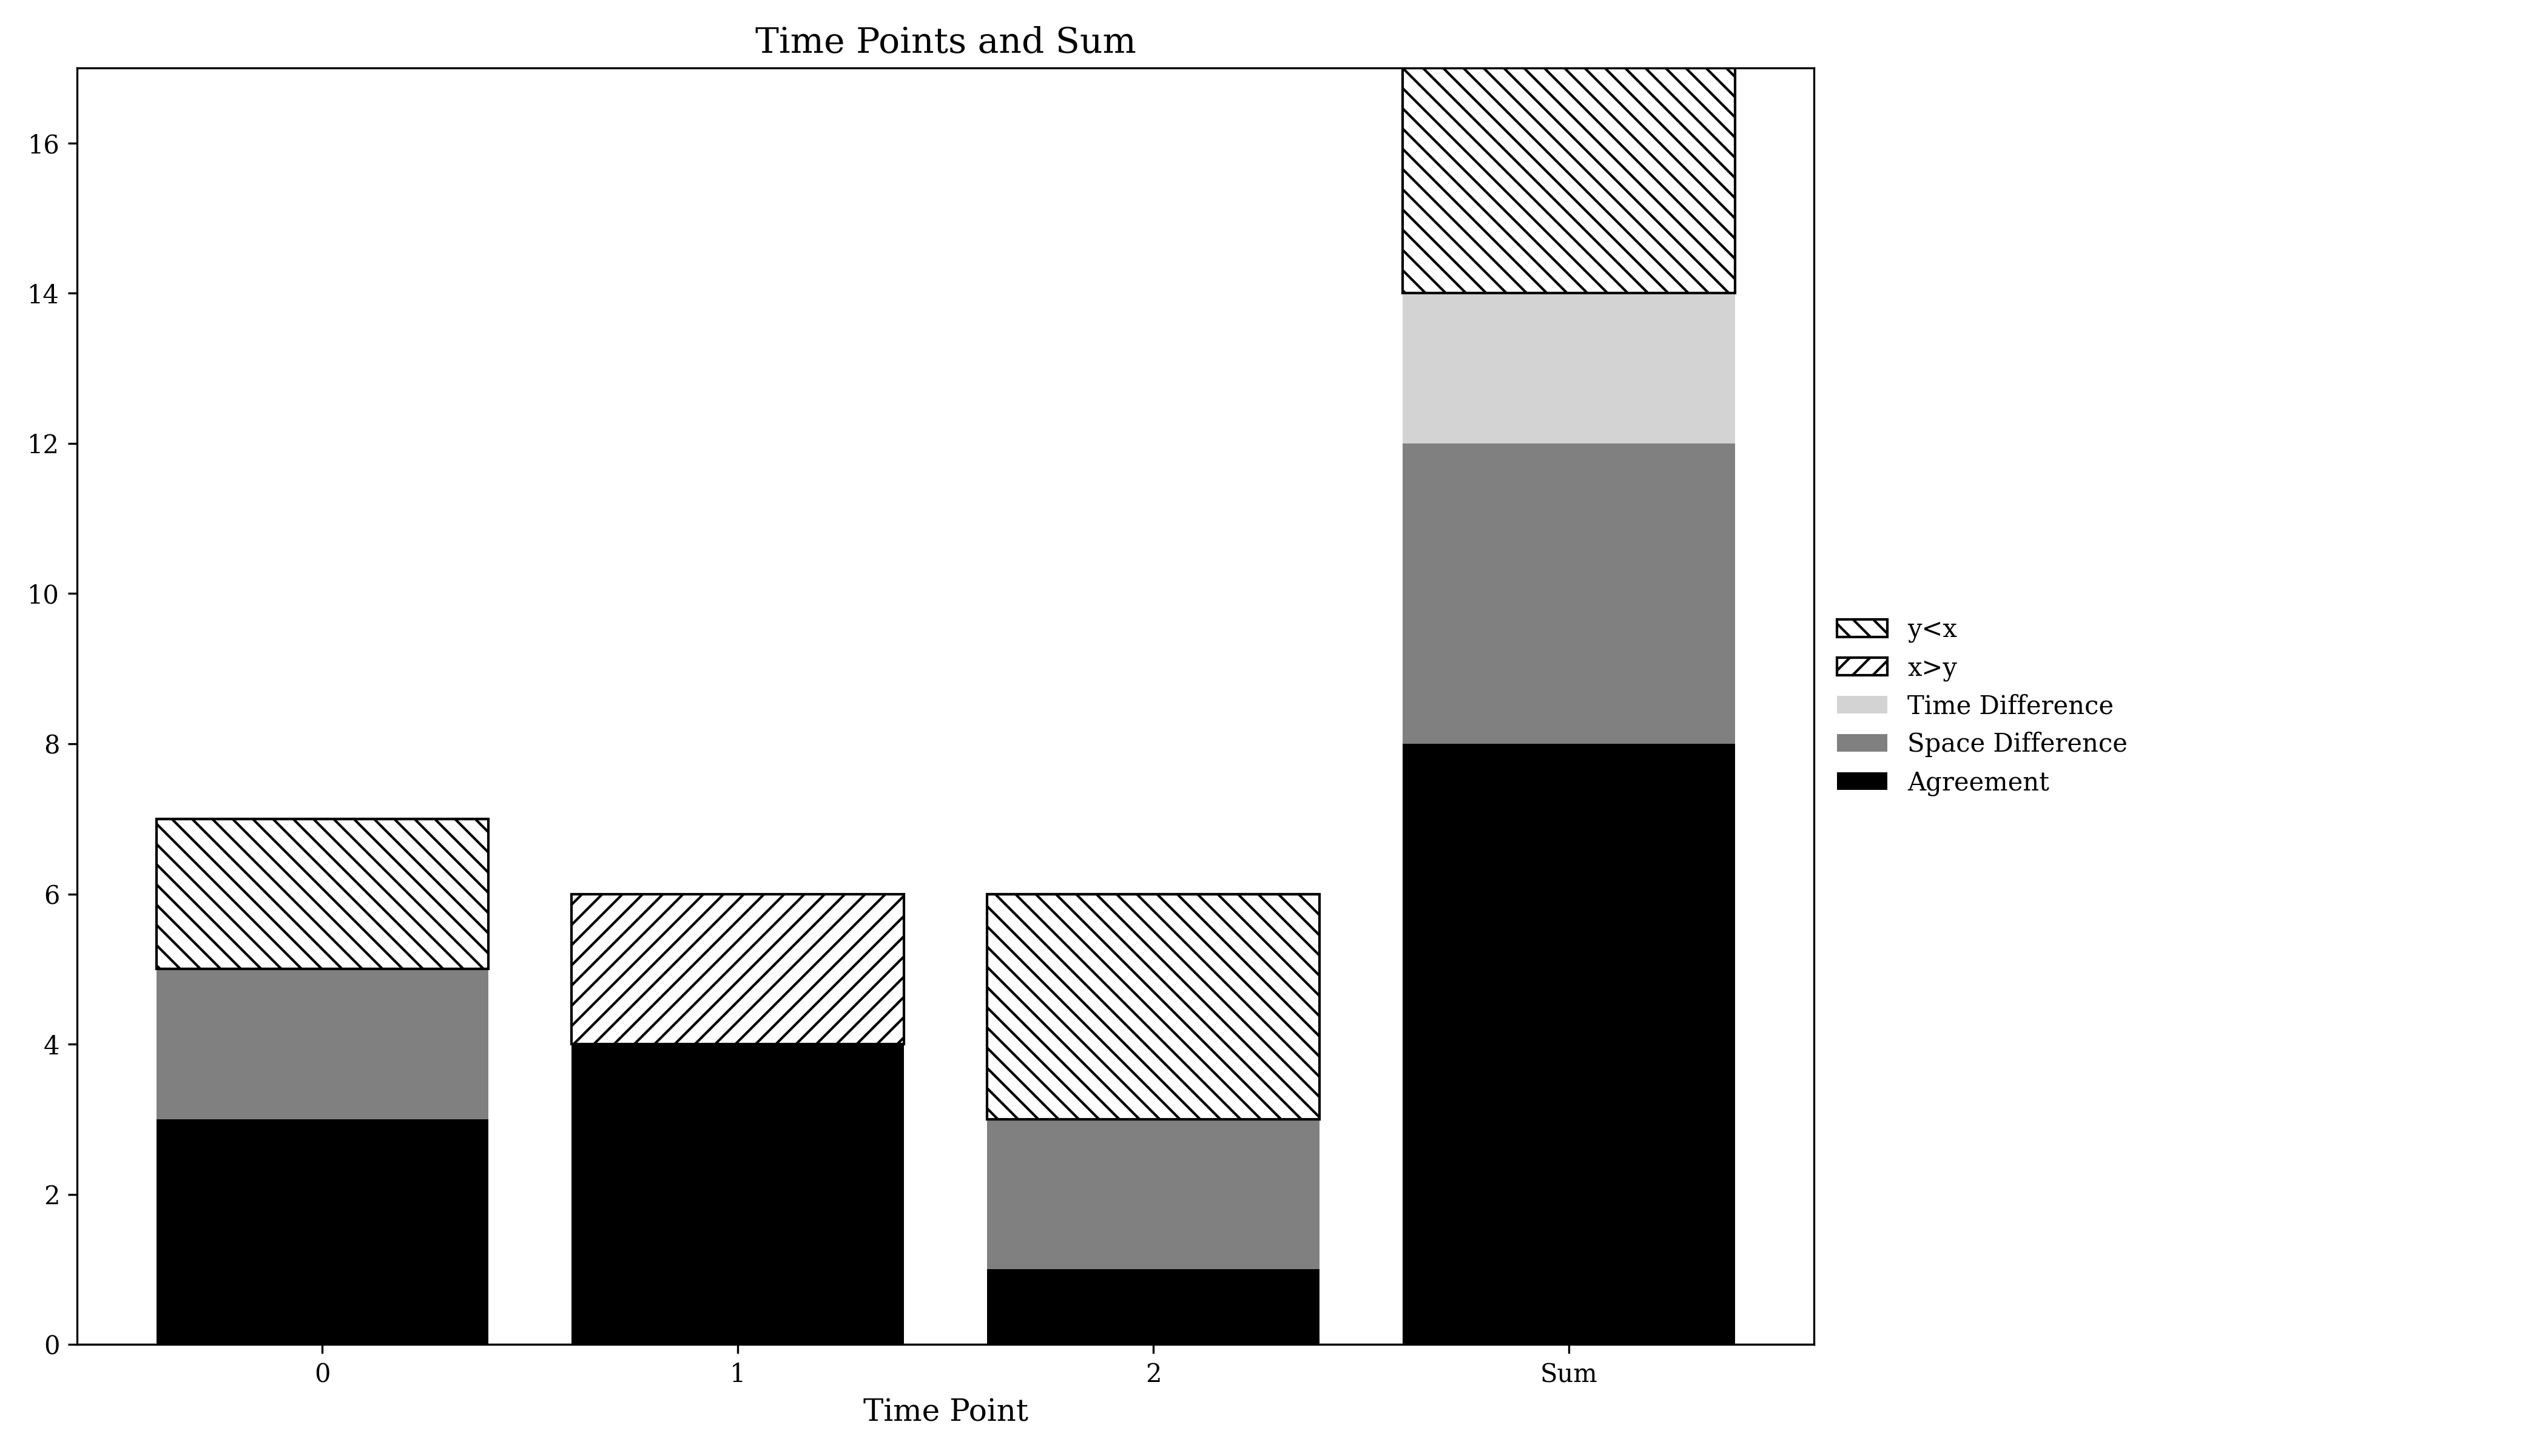 Time Points and Sum
16
14
12
10
8
6
4
2
0
0
1
2
Sum
Time Point
y<x
x>y
Time Difference
Space Difference
Agreement